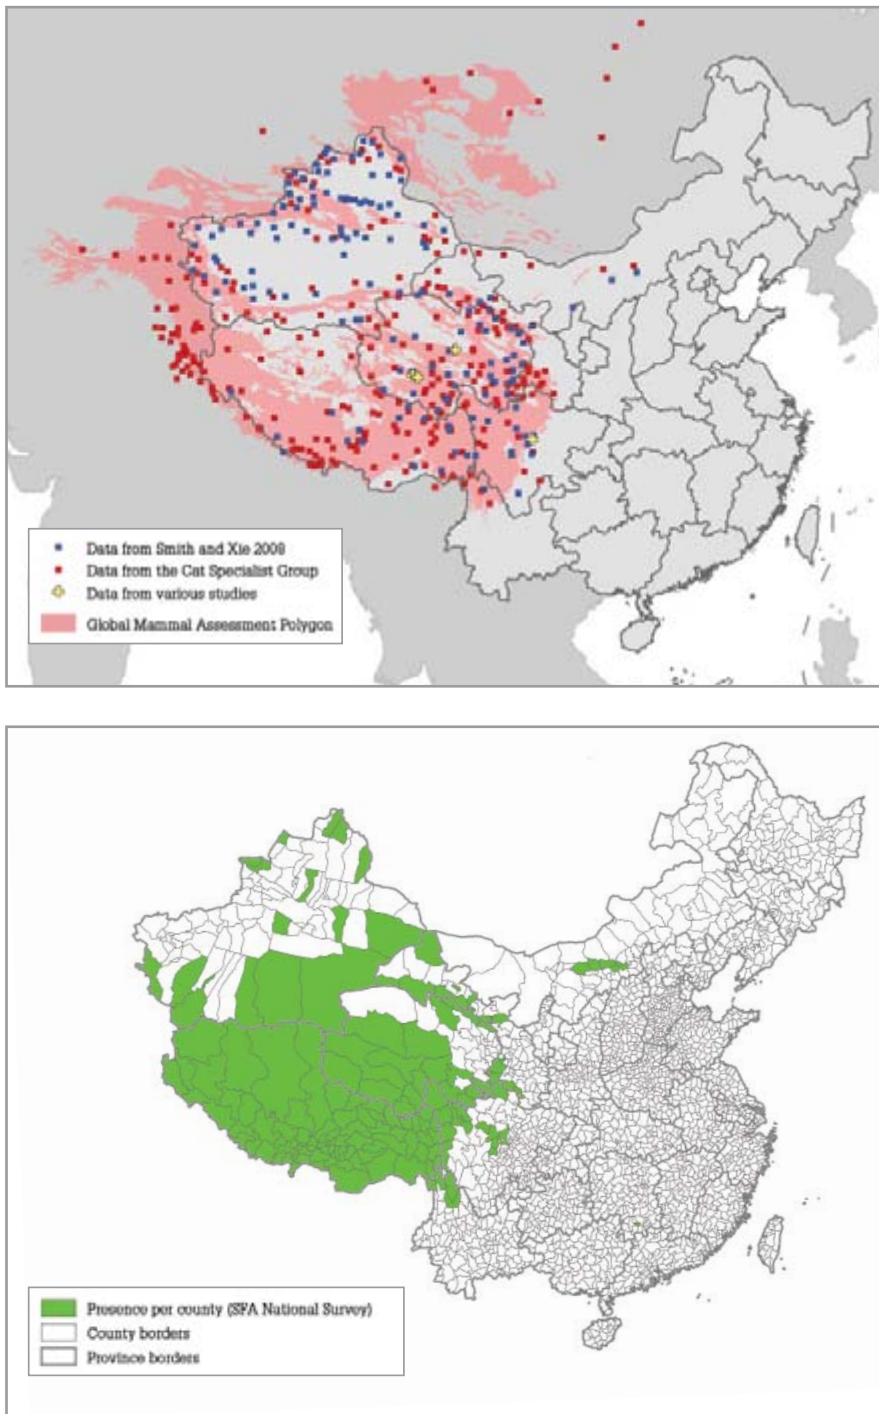 Data from Smith and Xie 2008
Data from the Cat Specialist Group
Data from various studies
Global Mammal Assessment Polygon
Presence per county (SFA National Survey)
County borders
Province borders